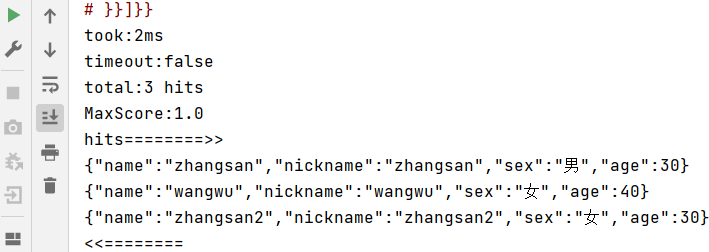 # }}]}}
took:2ms
timeout:false
total:3 hits
MaxScore:1.0
hits========>>
{"name":"zhangsan","nickname":"zhangsan","sex":"男","age":30}
{"name":"wangwu","nickname":"wangwu","sex":"女","age":40}
{"name":"zhangsan2","nickname":"zhangsan2","sex":"女","age":30}
<<========